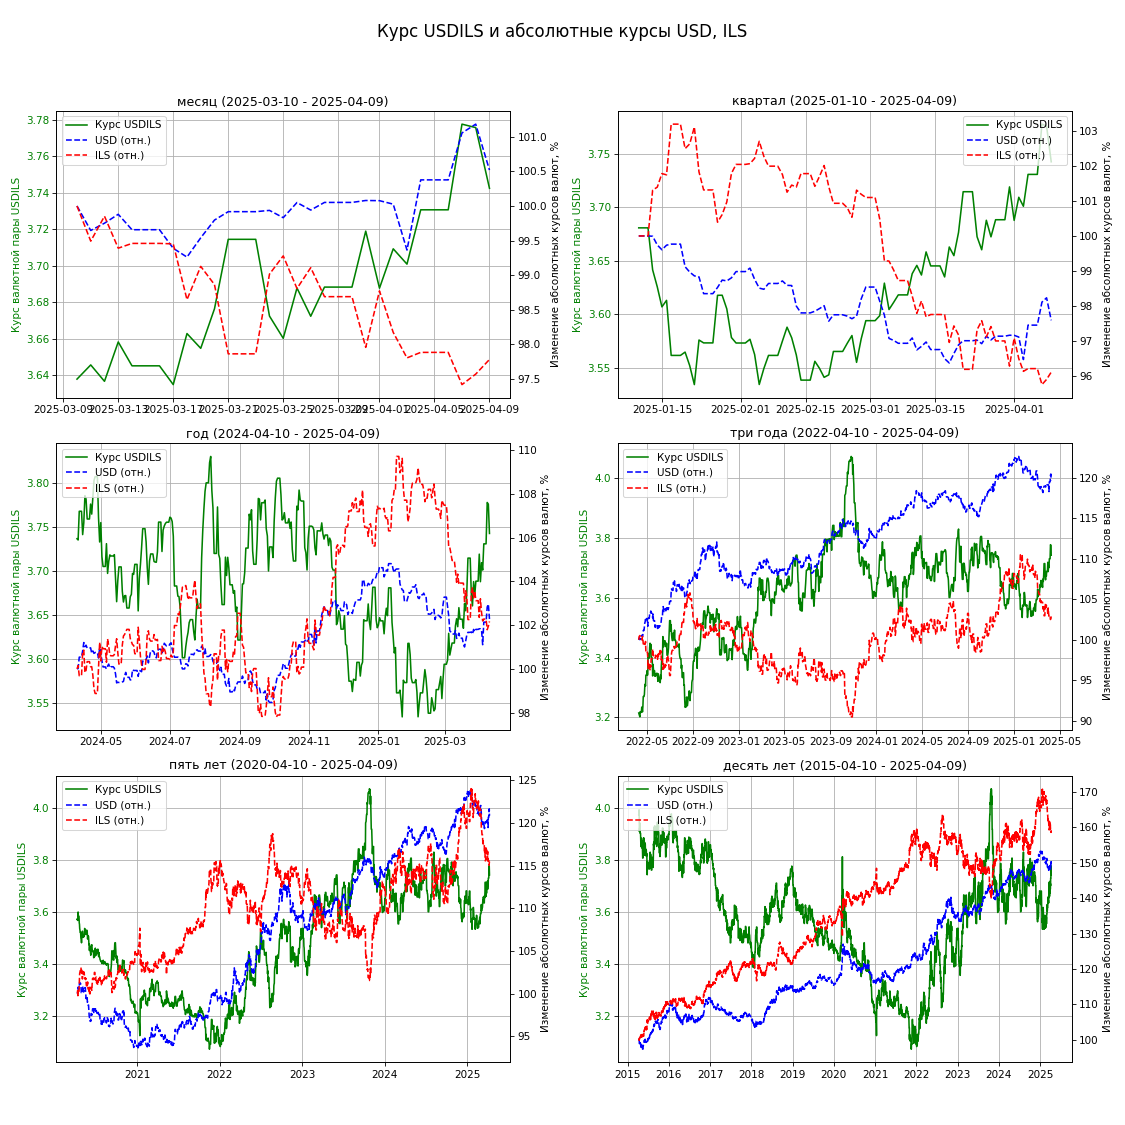 Курс USDILS и абсолютные курсы USD, ILS
месяц (2025-03-10 - 2025-04-09)
Курс USDILS
USD (отн.)
ILS (отн.)
Курс валютной пары USDILS
3.78
3.76
3.74
3.72
3.70
3.68
3.66
3.64
101.0
100.5
100.0
99.5
99.0
98.5
98.0
97.5
Изменение абсолютных курсов валют, %
2025-03-09 2025-03-13 2025-03-17 2025-03-21 2025-03-25 2025-03-29 2025-04-01 2025-04-05 2025-04-09
квартал (2025-01-10 - 2025-04-09)
Курс USDILS
USD (отн.)
ILS (отн.)
Курс валютной пары USDILS
3.75
3.70
3.65
3.60
3.55
103
102
101
100
99
98
97
96
Изменение абсолютных курсов валют, %
2025-01-15 2025-02-01 2025-02-15 2025-03-01 2025-03-15 2025-04-01
год (2024-04-10 - 2025-04-09)
Курс USDILS
USD (отн.)
ILS (отн.)
Курс валютной пары USDILS
3.80
3.75
3.70
3.65
3.60
3.55
110
108
106
104
102
100
98
Изменение абсолютных курсов валют, %
2024-05 2024-07 2024-09 2024-11 2025-01 2025-03
три года (2022-04-10 - 2025-04-09)
Курс USDILS
USD (отн.)
ILS (отн.)
Курс валютной пары USDILS
4.0
3.8
3.6
3.4
3.2
120
115
110
105
100
95
90
Изменение абсолютных курсов валют, %
2022-05 2022-09 2023-01 2023-05 2023-09 2024-01 2024-05 2024-09 2025-01 2025-05
пять лет (2020-04-10 - 2025-04-09)
Курс USDILS
USD (отн.)
ILS (отн.)
Курс валютной пары USDILS
4.0
3.8
3.6
3.4
3.2
125
120
115
110
105
100
95
Изменение абсолютных курсов валют, %
2021 2022 2023 2024 2025
десять лет (2015-04-10 - 2025-04-09)
Курс USDILS
USD (отн.)
ILS (отн.)
Курс валютной пары USDILS
4.0
3.8
3.6
3.4
3.2
170
160
150
140
130
120
110
100
Изменение абсолютных курсов валют, %
2015 2016 2017 2018 2019 2020 2021 2022 2023 2024 2025